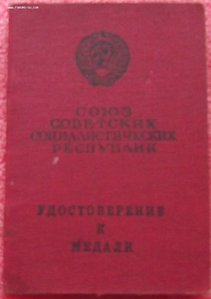 СОЮЗ
СОВЕТСКИХ
СОЦИАЛИСТИЧЕСКИХ
РЕСПУБЛИК
УДОСТОВЕРЕНИЕ
К
МЕДАЛИ